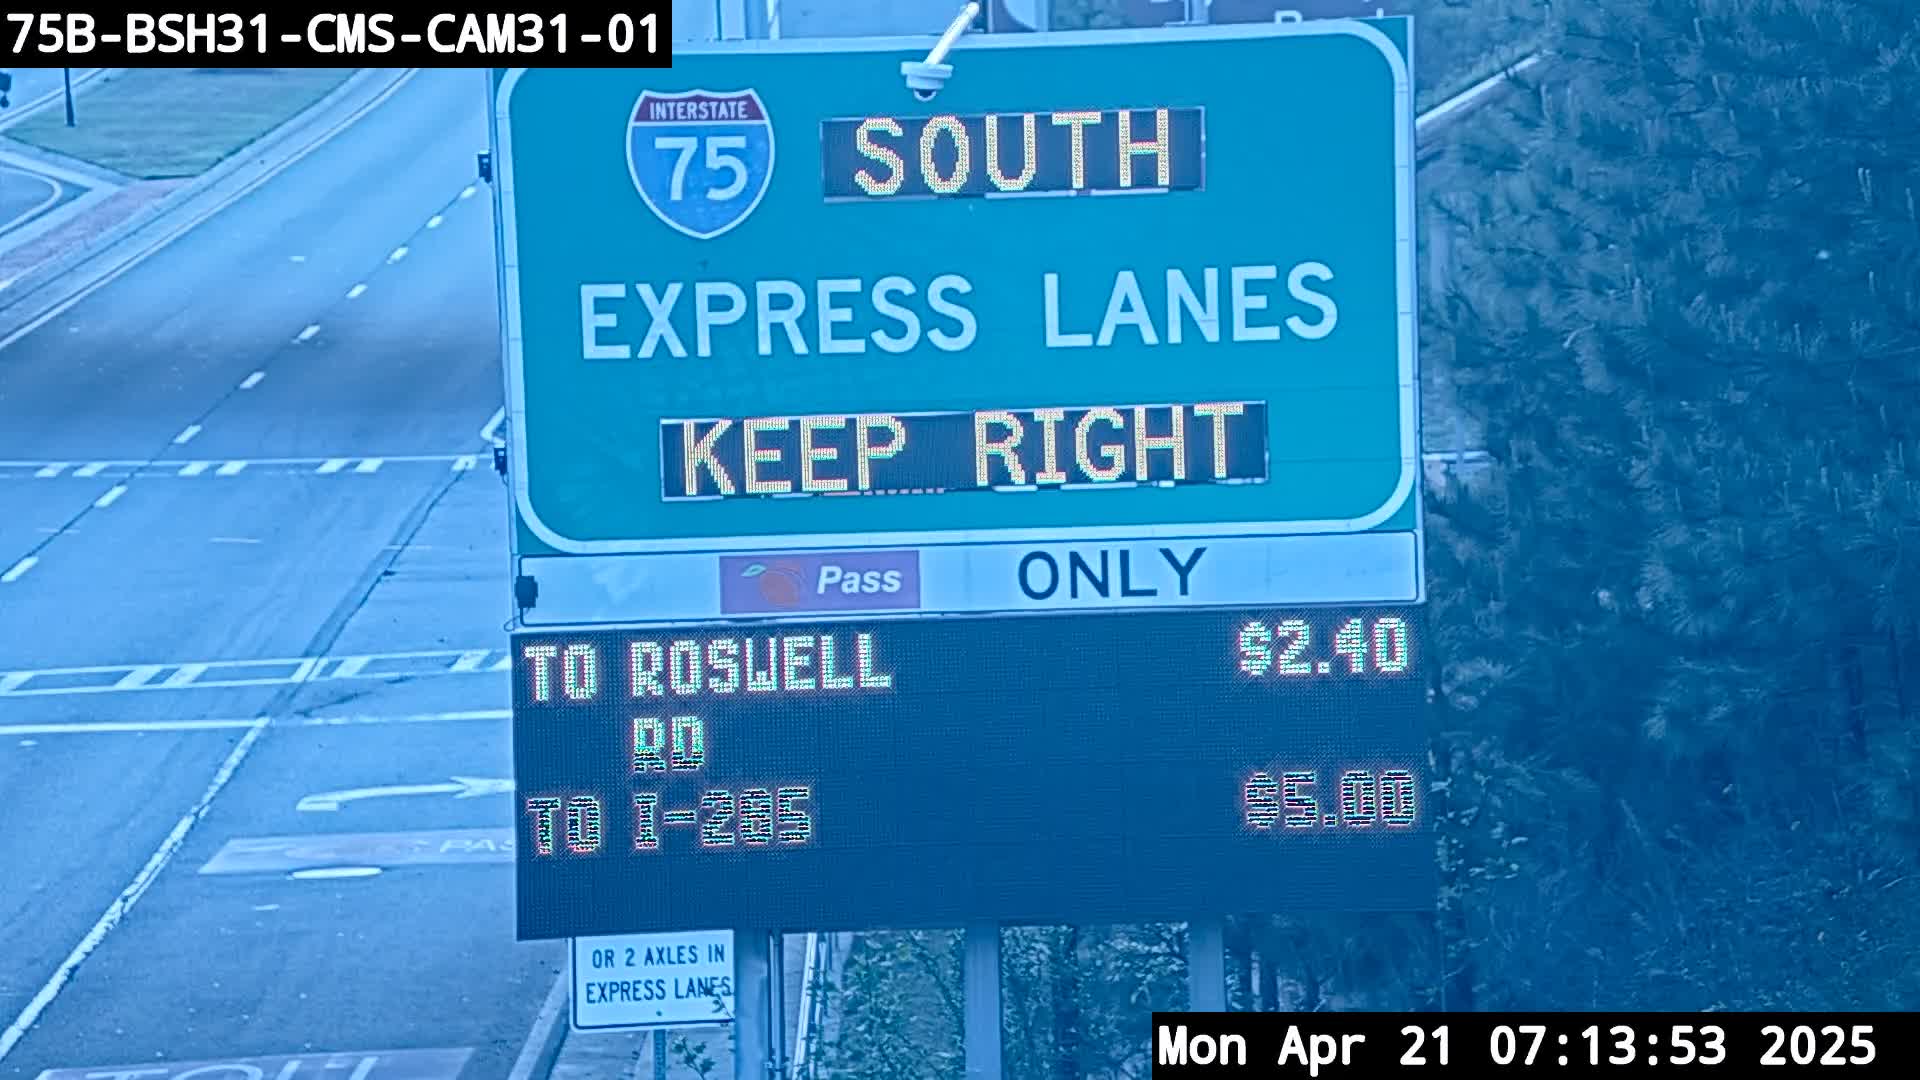 75B-BSH31-CMS-CAM31-01
INTERSTATE
75
SOUTH
EXPRESS LANES
KEEP RIGHT
Pass ONLY
TO ROSWELL $2.40
RD
TO I-285 $5.00
OR 2 AXLES IN
EXPRESS LANES
Mon Apr 21 07:13:53 2025